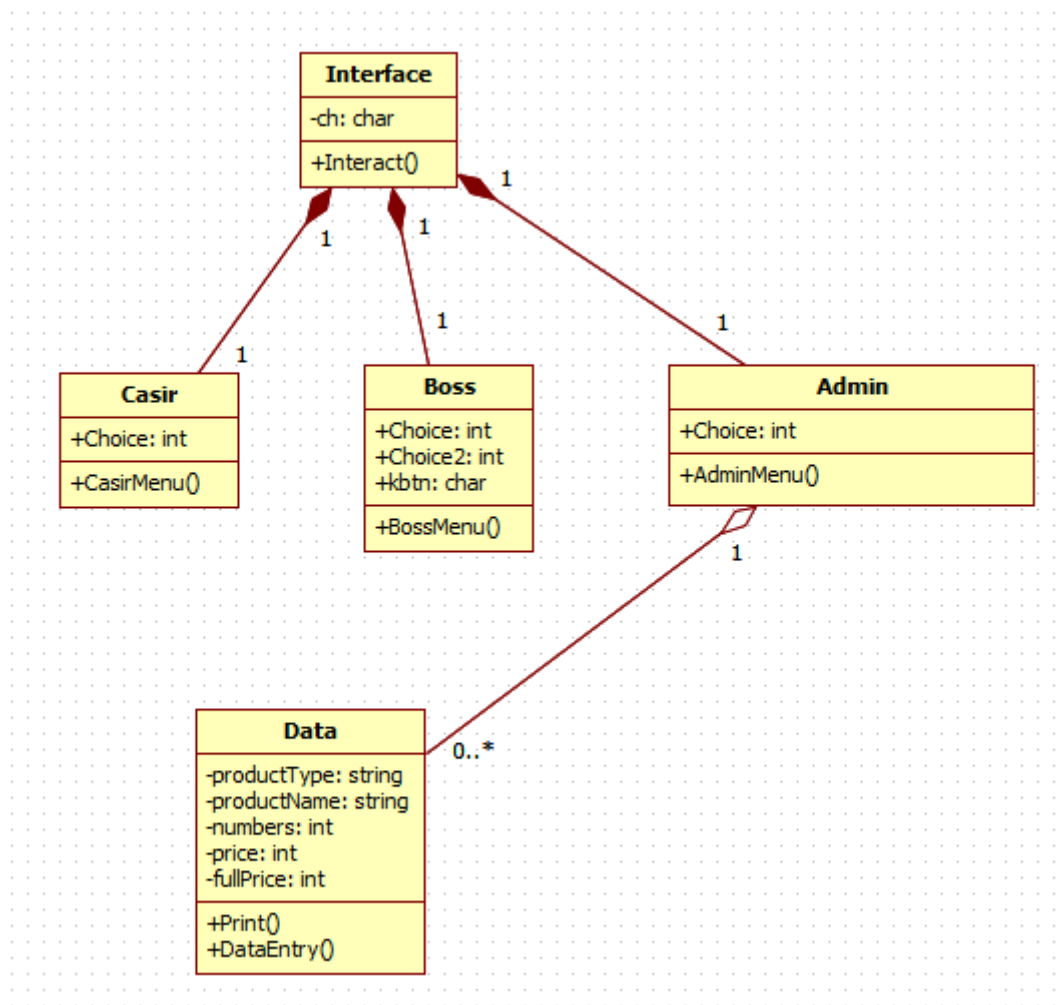 Interface
-ch: char
+Interact()
1
1
1
1
1
1
Casir
+Choice: int
+CasirMenu()
Boss
+Choice: int
+Choice2: int
+kbtn: char
+BossMenu()
Admin
+Choice: int
+AdminMenu()
1
0..*
Data
-productType: string
-productName: string
-numbers: int
-price: int
-fullPrice: int
+Print()
+DataEntry()